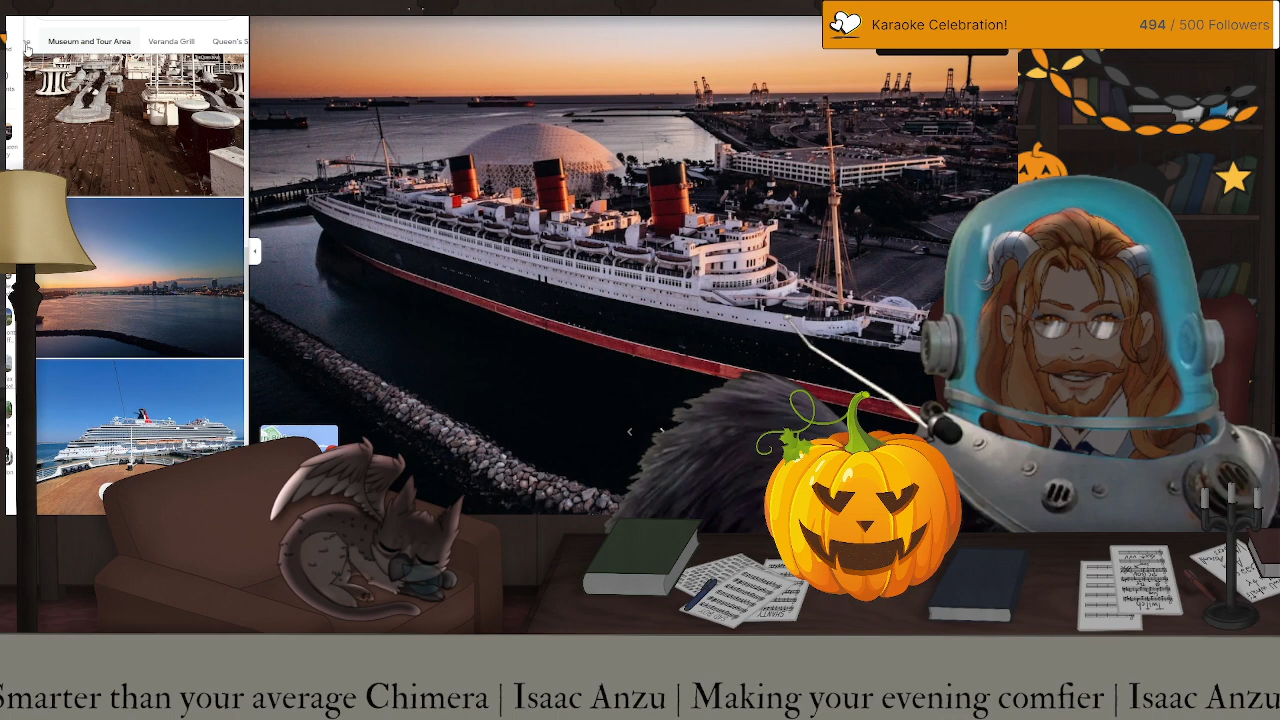 Karaoke Celebration!
494 / 500 Followers
Museum and Tour Area
Veranda Grill
Queen's S
Smarter than your average Chimera | Isaac Anzu | Making your evening comfier | Isaac Anzu